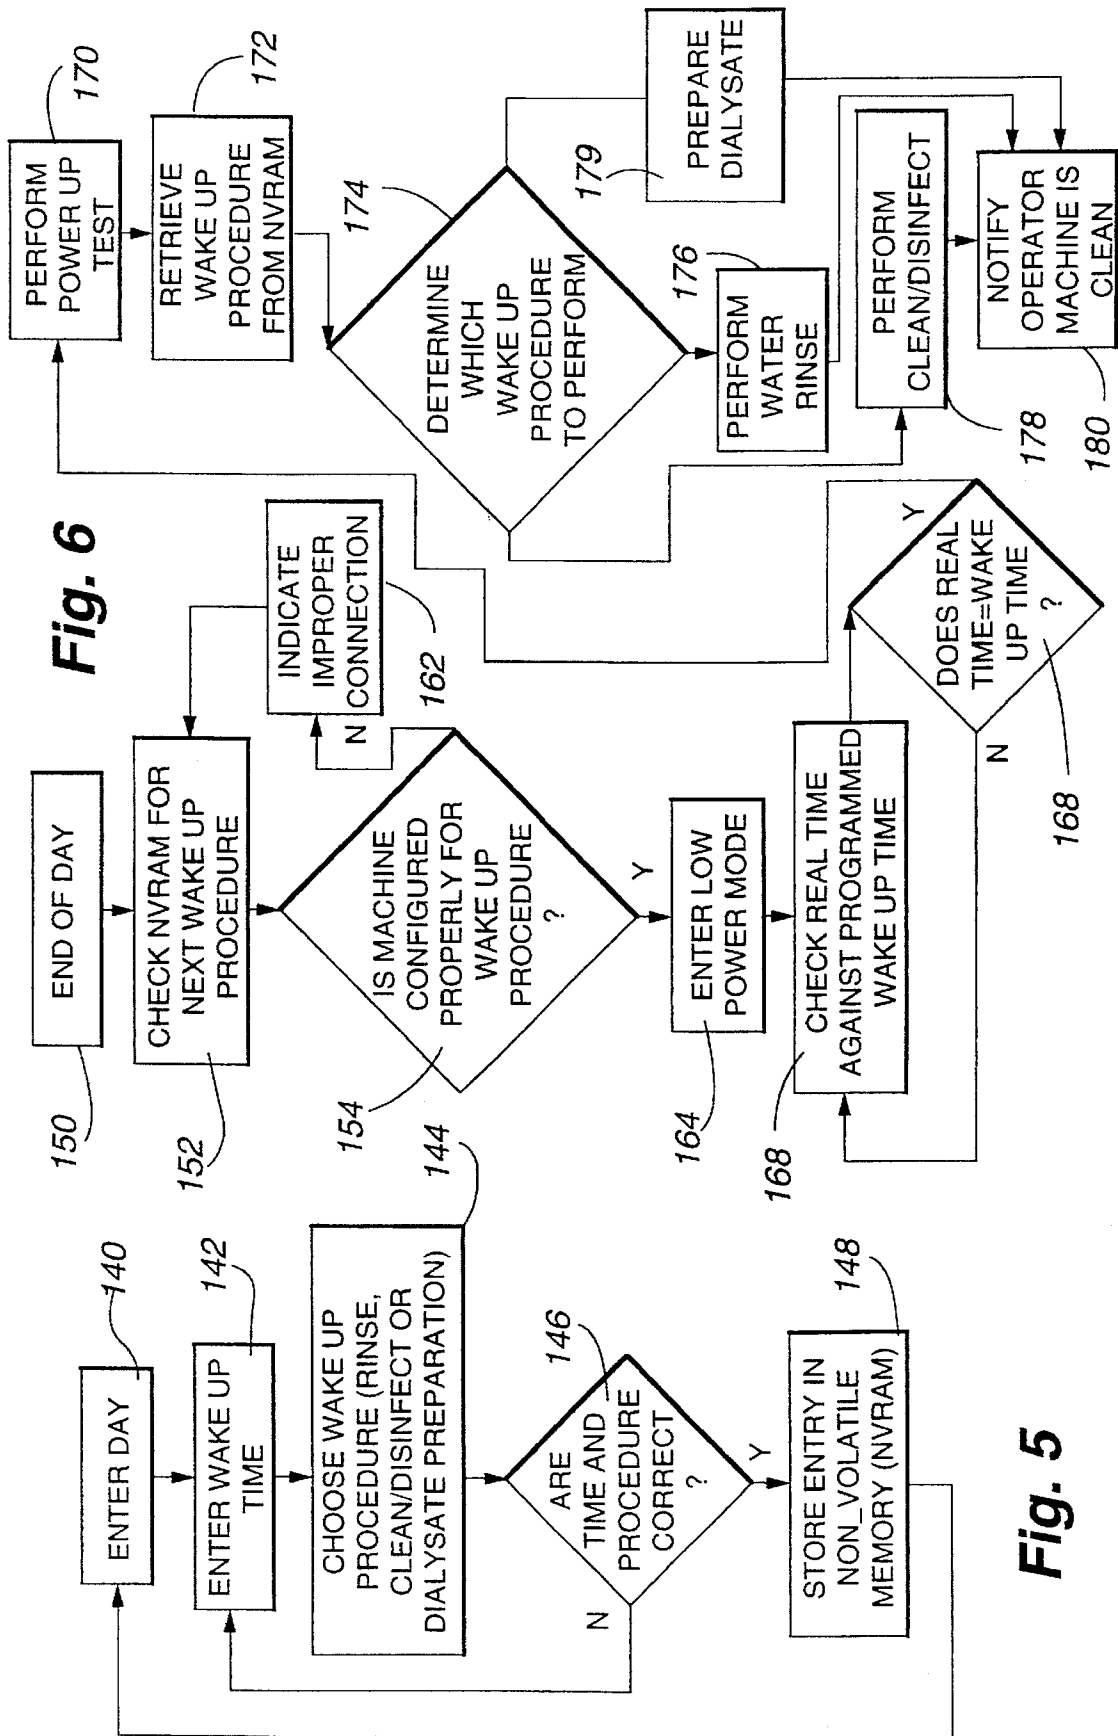 ENTER DAY
140
ENTER WAKE UP
TIME
142
CHOOSE WAKE UP
PROCEDURE (RINSE,
CLEAN/DISINFECT OR
DIALYSATE PREPARATION)
144
ARE
TIME AND
PROCEDURE
CORRECT
?
146
N
Y
STORE ENTRY IN
NON_VOLATILE
MEMORY (NVRAM)
148
Fig. 5
END OF DAY
150
CHECK NVRAM FOR
NEXT WAKE UP
PROCEDURE
152
IS MACHINE
CONFIGURED
PROPERLY FOR
WAKE UP
PROCEDURE
?
154
N
INDICATE
IMPROPER
CONNECTION
162
Y
ENTER LOW
POWER MODE
164
CHECK REAL TIME
AGAINST PROGRAMMED
WAKE UP TIME
168
DOES REAL
TIME=WAKE
UP TIME
?
168
N
Y
Fig. 6
PERFORM
POWER UP
TEST
170
RETRIEVE
WAKE UP
PROCEDURE
FROM NVRAM
172
DETERMINE
WHICH
WAKE UP
PROCEDURE
TO PERFORM
174
PERFORM
WATER
RINSE
176
PREPARE
DIALYSATE
179
PERFORM
CLEAN/DISINFECT
178
NOTIFY
OPERATOR
MACHINE IS
CLEAN
180